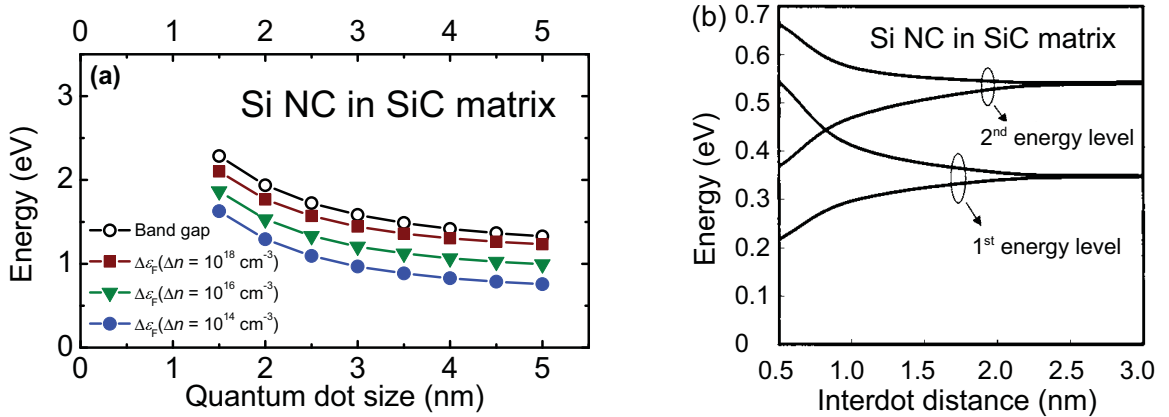 0 1 2 3 4 5
(a)
Si NC in SiC matrix
3
2
1
0
Energy (eV)
Band gap
Δε_F(Δn = 10^18 cm^-3)
Δε_F(Δn = 10^16 cm^-3)
Δε_F(Δn = 10^14 cm^-3)
0 1 2 3 4 5
Quantum dot size (nm)
(b)
0.7
0.6
0.5
0.4
0.3
0.2
0.1
0
Energy (eV)
Si NC in SiC matrix
2nd energy level
1st energy level
0.5 1.0 1.5 2.0 2.5 3.0
Interdot distance (nm)